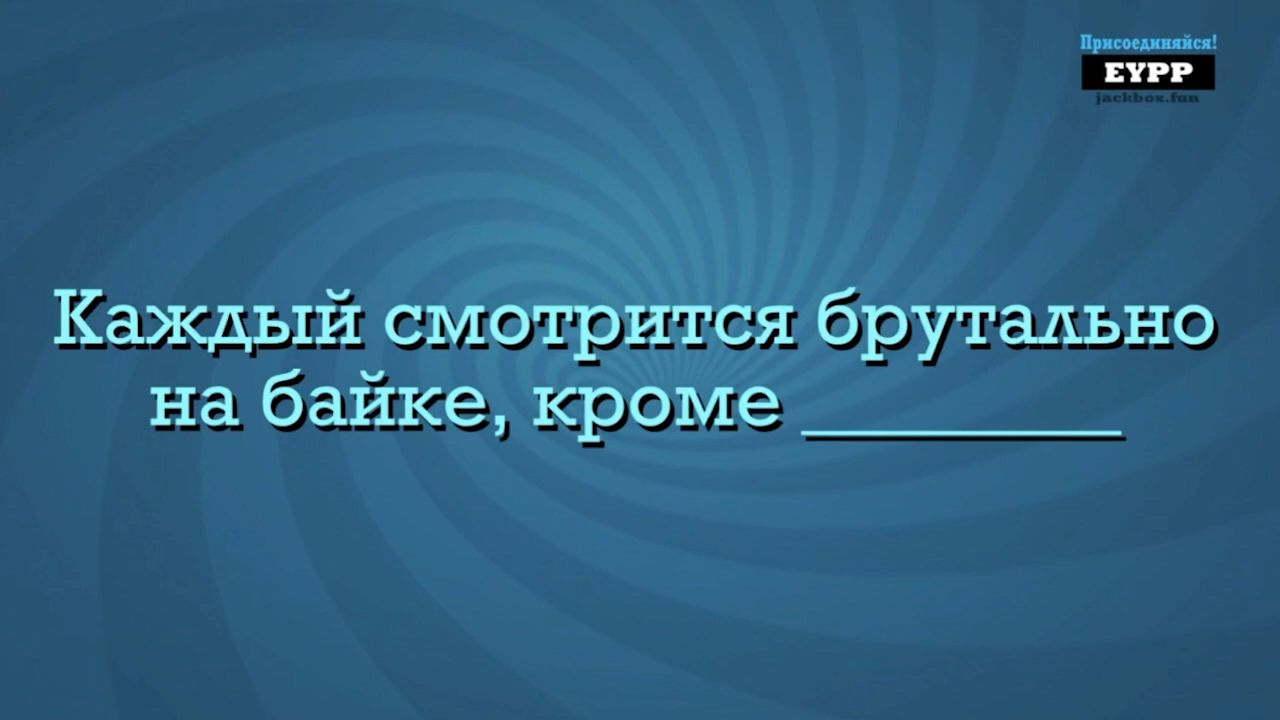 Присоединяйся!
EYPP
jackbox.fun
Каждый смотрится брутально
на байке, кроме ________